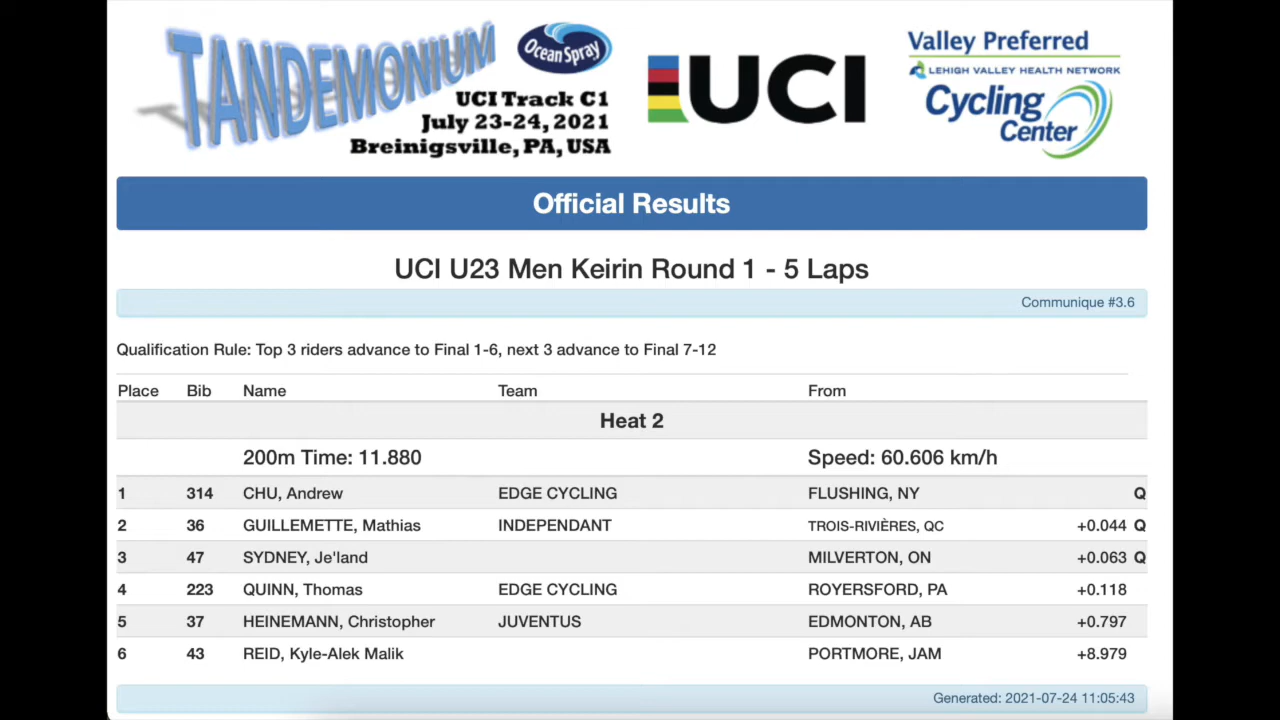 TANDEMONIUM
Ocean Spray
UCI Track C1
July 23-24, 2021
Breinigsville, PA, USA
UCI
Valley Preferred
LEHIGH VALLEY HEALTH NETWORK
Cycling
Center
Official Results
UCI U23 Men Keirin Round 1 - 5 Laps
Communique #3.6
Qualification Rule: Top 3 riders advance to Final 1-6, next 3 advance to Final 7-12
Place Bib Name Team From
Heat 2
200m Time: 11.880 Speed: 60.606 km/h
1 314 CHU, Andrew EDGE CYCLING FLUSHING, NY Q
2 36 GUILLEMETTE, Mathias INDEPENDANT TROIS-RIVIÈRES, QC +0.044 Q
3 47 SYDNEY, Je'land MILVERTON, ON +0.063 Q
4 223 QUINN, Thomas EDGE CYCLING ROYERSFORD, PA +0.118
5 37 HEINEMANN, Christopher JUVENTUS EDMONTON, AB +0.797
6 43 REID, Kyle-Alek Malik PORTMORE, JAM +8.979
Generated: 2021-07-24 11:05:43